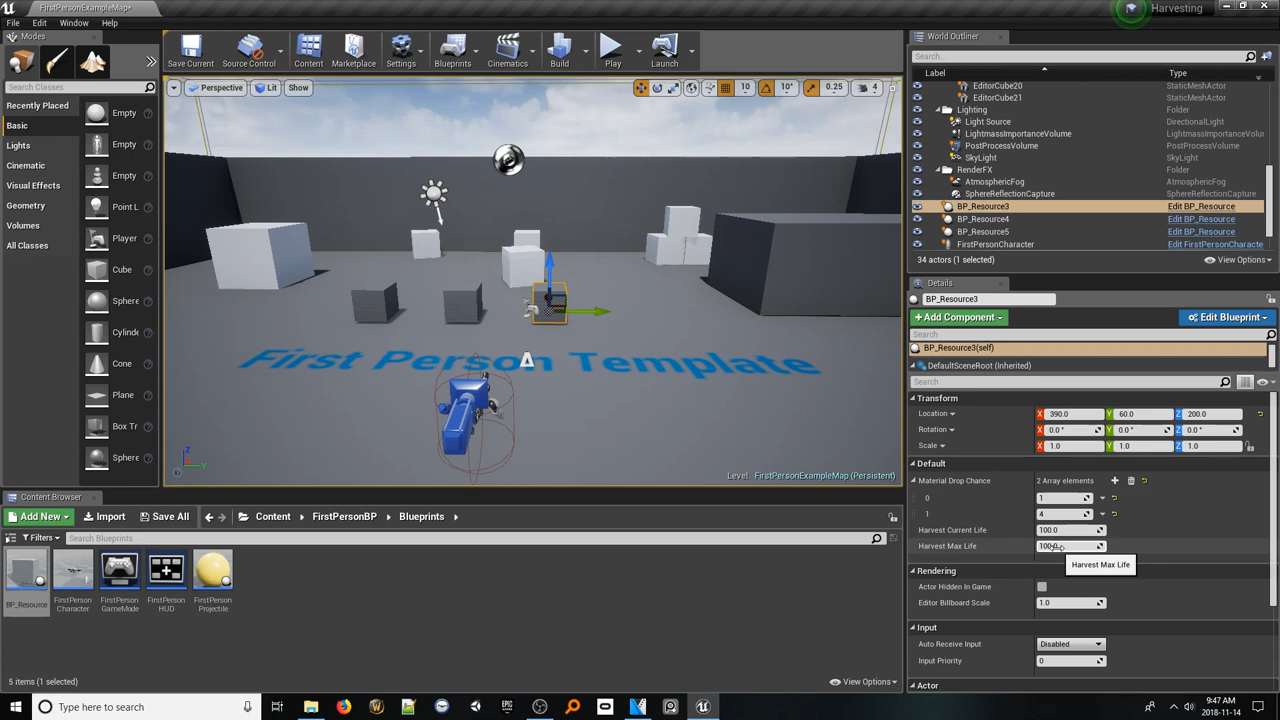 FirstPersonExampleMap*
Harvesting
File Edit Window Help
Modes
Search Classes
Recently Placed
Basic
Lights
Cinematic
Visual Effects
Geometry
Volumes
All Classes
Empty
Empty
Empty
Point L
Player
Cube
Sphere
Cylinde
Cone
Plane
Box Tr
Sphere
Save Current
Source Control
Content
Marketplace
Settings
Blueprints
Cinematics
Build
Play
Launch
Perspective
Lit
Show
10
10°
0.25
4
First Person Template
Level: FirstPersonExampleMap (Persistent)
World Outliner
Search...
Label Type
EditorCube20 StaticMeshActor
EditorCube21 StaticMeshActor
Lighting Folder
Light Source DirectionalLight
LightmassImportanceVolume LightmassImportanceVolu
PostProcessVolume PostProcessVolume
SkyLight SkyLight
RenderFX Folder
AtmosphericFog AtmosphericFog
SphereReflectionCapture SphereReflectionCapture
BP_Resource3 Edit BP_Resource
BP_Resource4 Edit BP_Resource
BP_Resource5 Edit BP_Resource
FirstPersonCharacter Edit FirstPersonCharacte
34 actors (1 selected)
View Options
Details
BP_Resource3
+ Add Component
Edit Blueprint
Search
BP_Resource3(self)
DefaultSceneRoot (Inherited)
Search
Transform
Location X 390.0 Y 60.0 Z 200.0
Rotation X 0.0 ° Y 0.0 ° Z 0.0 °
Scale X 1.0 Y 1.0 Z 1.0
Default
Material Drop Chance 2 Array elements
0 1
1 4
Harvest Current Life 100.0
Harvest Max Life 100.0
Harvest Max Life
Rendering
Actor Hidden In Game
Editor Billboard Scale 1.0
Input
Auto Receive Input Disabled
Input Priority 0
Actor
Content Browser
Add New
Import
Save All
Content
FirstPersonBP
Blueprints
Filters
Search Blueprints
BP_Resource
FirstPerson
Character
FirstPerson
GameMode
FirstPerson
HUD
FirstPerson
Projectile
5 items (1 selected)
View Options
Type here to search
9:47 AM
2018-11-14